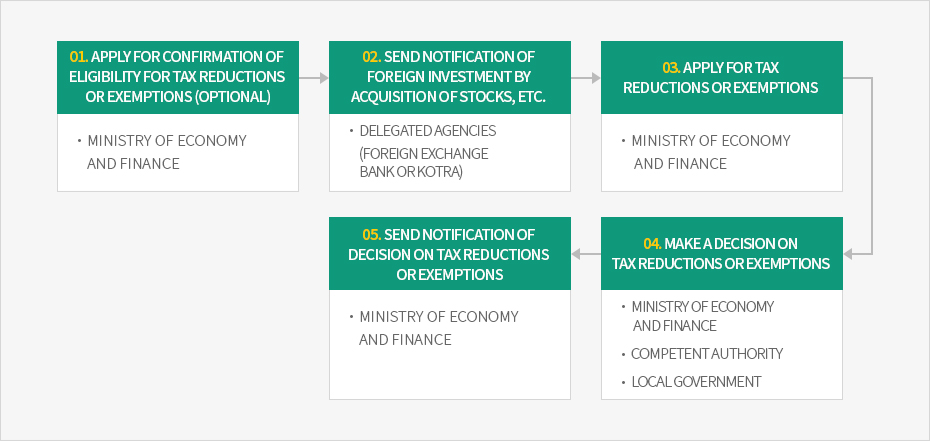 01. APPLY FOR CONFIRMATION OF
ELIGIBILITY FOR TAX REDUCTIONS
OR EXEMPTIONS (OPTIONAL)
• MINISTRY OF ECONOMY
AND FINANCE
02. SEND NOTIFICATION OF
FOREIGN INVESTMENT BY
ACQUISITION OF STOCKS, ETC.
• DELEGATED AGENCIES
(FOREIGN EXCHANGE
BANK OR KOTRA)
03. APPLY FOR TAX
REDUCTIONS OR EXEMPTIONS
• MINISTRY OF ECONOMY
AND FINANCE
04. MAKE A DECISION ON
TAX REDUCTIONS OR EXEMPTIONS
• MINISTRY OF ECONOMY
AND FINANCE
• COMPETENT AUTHORITY
• LOCAL GOVERNMENT
05. SEND NOTIFICATION OF
DECISION ON TAX REDUCTIONS
OR EXEMPTIONS
• MINISTRY OF ECONOMY
AND FINANCE